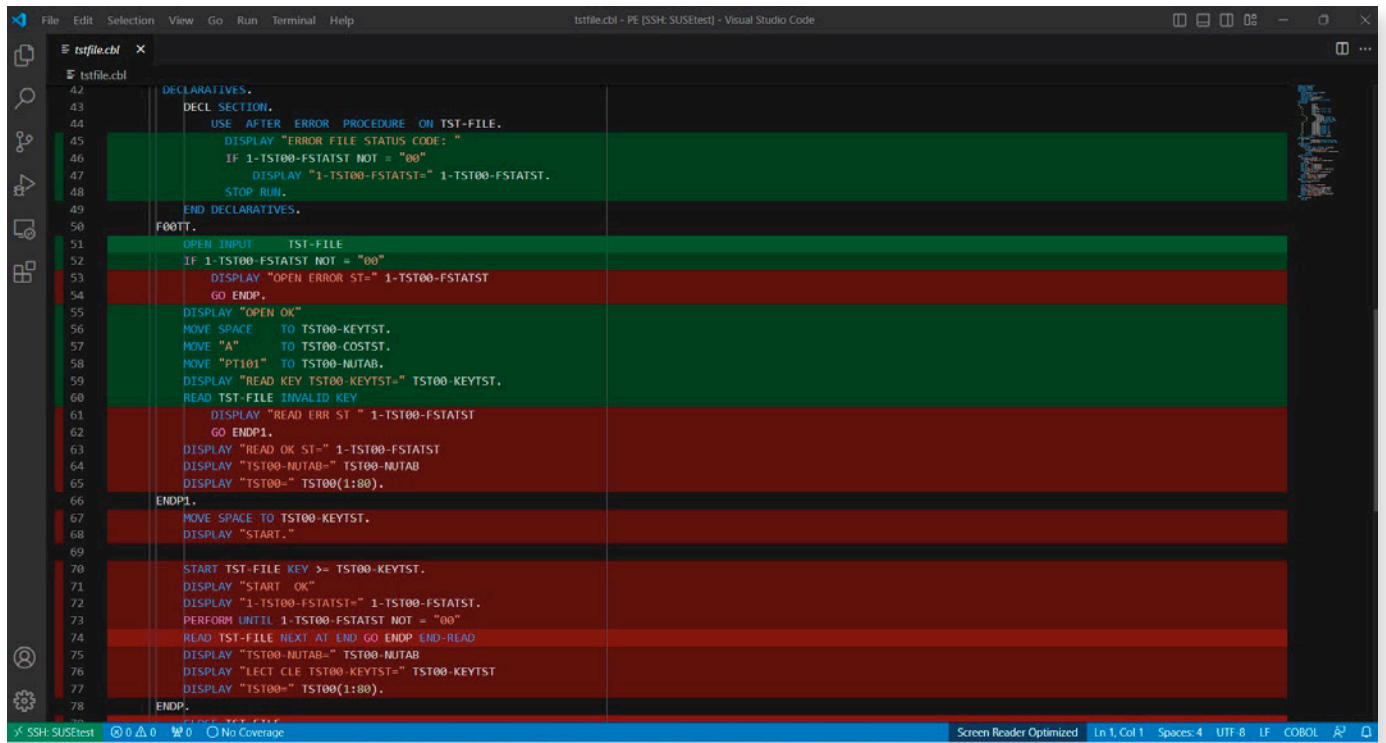 File Edit Selection View Go Run Terminal Help
tstfile.cbl - PE [SSH: SUSEtest] - Visual Studio Code
tstfile.cbl
tstfile.cbl
42 DECLARATIVES.
43 DECL SECTION.
44 USE AFTER ERROR PROCEDURE ON TST-FILE.
45 DISPLAY "ERROR FILE STATUS CODE: "
46 IF 1-TST00-FSTATST NOT = "00"
47 DISPLAY "1-TST00-FSTATST=" 1-TST00-FSTATST.
48 STOP RUN.
49 END DECLARATIVES.
50 F00TT.
51 OPEN INPUT TST-FILE
52 IF 1-TST00-FSTATST NOT = "00"
53 DISPLAY "OPEN ERROR ST=" 1-TST00-FSTATST
54 GO ENDP.
55 DISPLAY "OPEN OK"
56 MOVE SPACE TO TST00-KEYTST.
57 MOVE "A" TO TST00-COSTST.
58 MOVE "PT101" TO TST00-NUTAB.
59 DISPLAY "READ KEY TST00-KEYTST=" TST00-KEYTST.
60 READ TST-FILE INVALID KEY
61 DISPLAY "READ ERR ST " 1-TST00-FSTATST
62 GO ENDP1.
63 DISPLAY "READ OK ST=" 1-TST00-FSTATST
64 DISPLAY "TST00-NUTAB=" TST00-NUTAB
65 DISPLAY "TST00=" TST00(1:80).
66 ENDP1.
67 MOVE SPACE TO TST00-KEYTST.
68 DISPLAY "START."
69
70 START TST-FILE KEY >= TST00-KEYTST.
71 DISPLAY "START OK"
72 DISPLAY "1-TST00-FSTATST=" 1-TST00-FSTATST.
73 PERFORM UNTIL 1-TST00-FSTATST NOT = "00"
74 READ TST-FILE NEXT AT END GO ENDP END-READ
75 DISPLAY "TST00-NUTAB=" TST00-NUTAB
76 DISPLAY "LECT CLE TST00-KEYTST=" TST00-KEYTST
77 DISPLAY "TST00=" TST00(1:80).
78 ENDP.
SSH: SUSEtest 0 0 0 No Coverage Screen Reader Optimized Ln 1, Col 1 Spaces: 4 UTF-8 LF COBOL